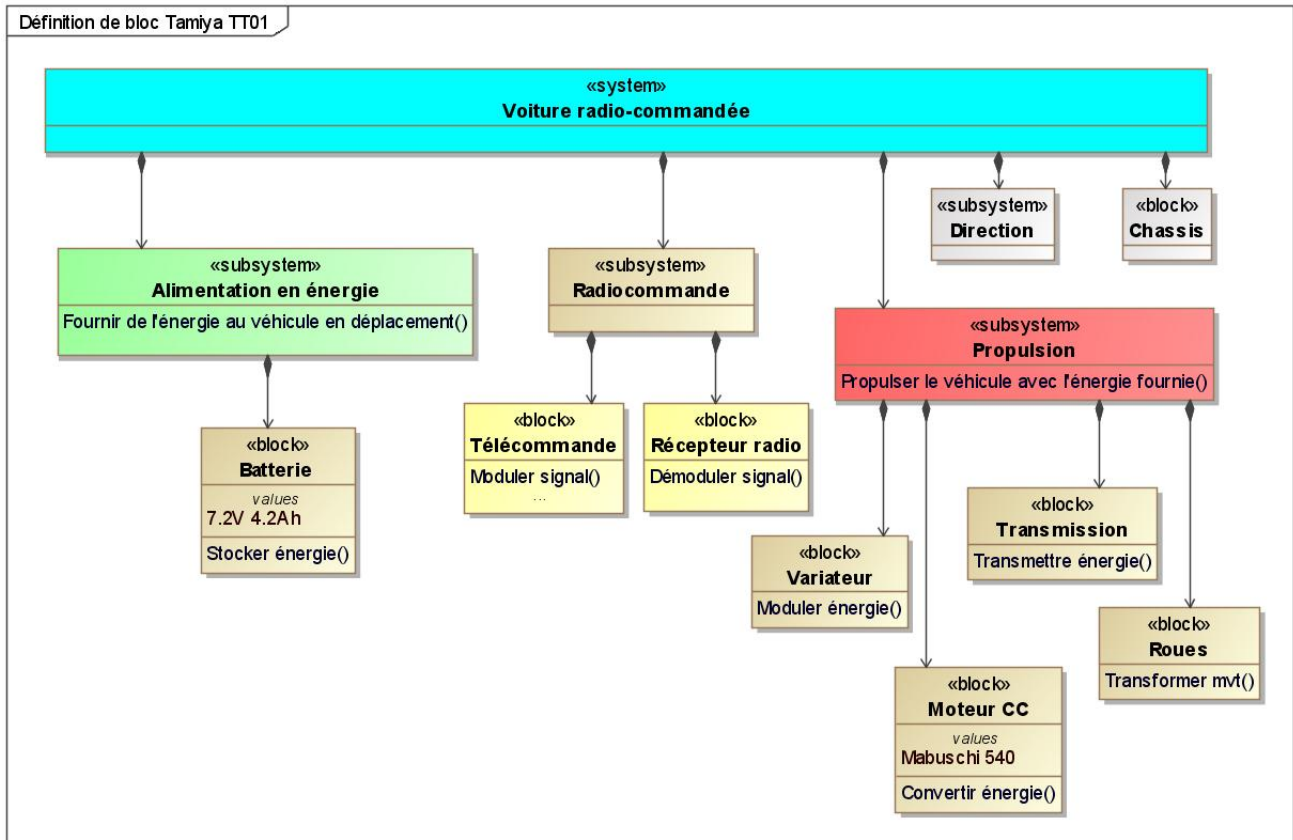 Définition de bloc Tamiya TT01
«system»
Voiture radio-commandée
«subsystem»
Direction
«block»
Chassis
«subsystem»
Alimentation en énergie
Fournir de l'énergie au véhicule en déplacement()
«subsystem»
Radiocommande
«subsystem»
Propulsion
Propulser le véhicule avec l'énergie fournie()
«block»
Batterie
values
7.2V 4.2Ah
Stocker énergie()
«block»
Télécommande
Moduler signal()
...
«block»
Récepteur radio
Démoduler signal()
«block»
Variateur
Moduler énergie()
«block»
Moteur CC
values
Mabuschi 540
Convertir énergie()
«block»
Transmission
Transmettre énergie()
«block»
Roues
Transformer mvt()